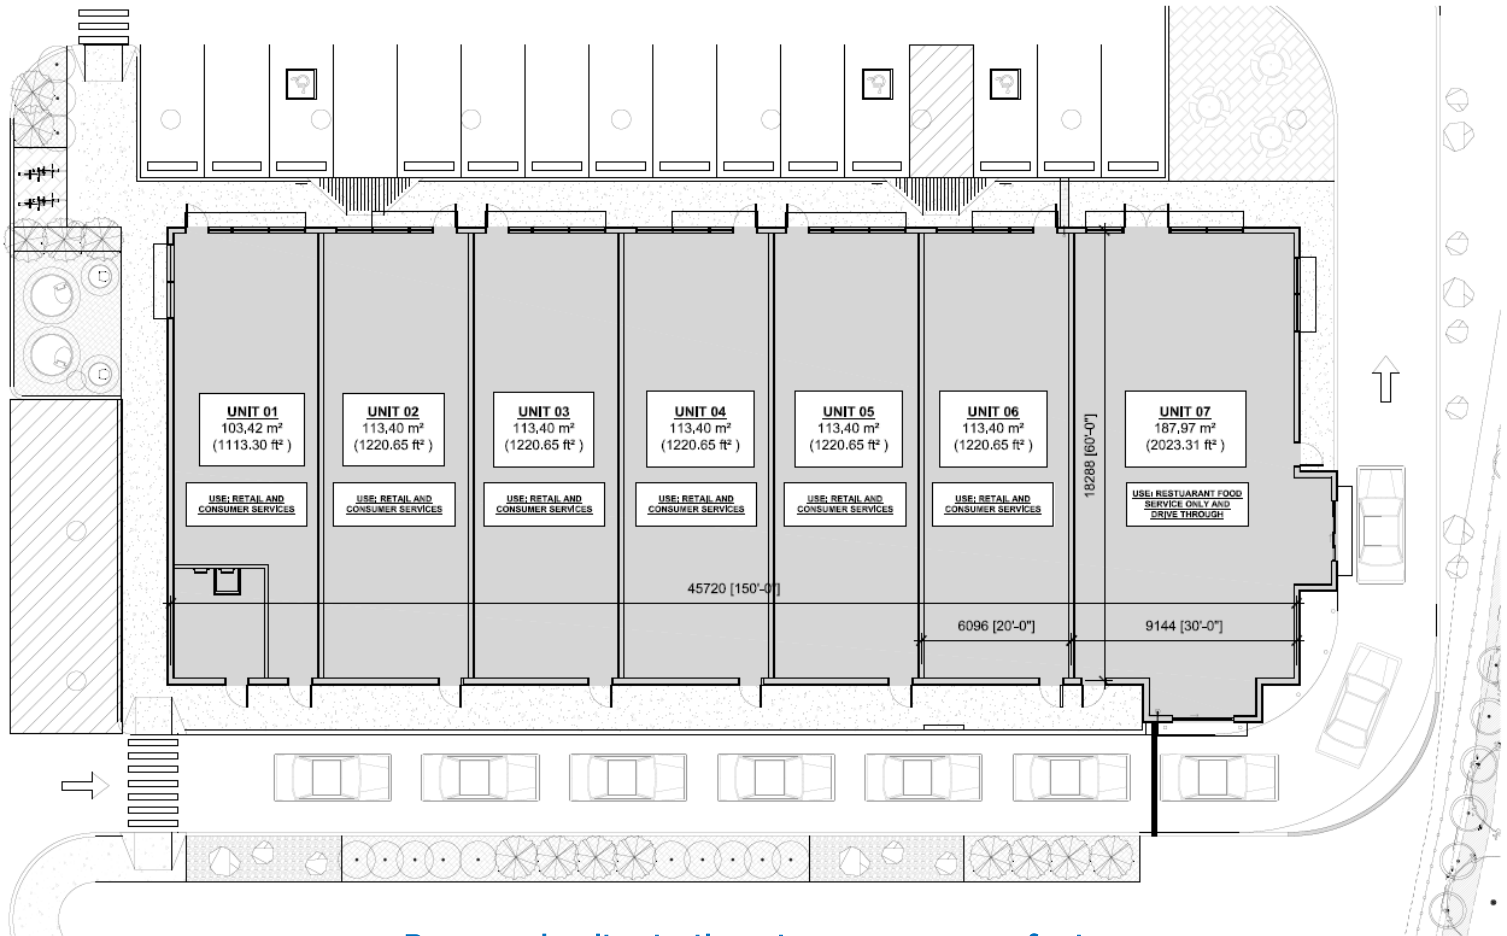 UNIT 01
103,42 m²
(1113.30 ft² )
UNIT 02
113,40 m²
(1220.65 ft² )
UNIT 03
113,40 m²
(1220.65 ft² )
UNIT 04
113,40 m²
(1220.65 ft² )
UNIT 05
113,40 m²
(1220.65 ft² )
UNIT 06
113,40 m²
(1220.65 ft² )
UNIT 07
187,97 m²
(2023.31 ft² )
18288 [60'-0"]
USE: RETAIL AND
CONSUMER SERVICES
USE: RETAIL AND
CONSUMER SERVICES
USE: RETAIL AND
CONSUMER SERVICES
USE: RETAIL AND
CONSUMER SERVICES
USE: RETAIL AND
CONSUMER SERVICES
USE: RETAIL AND
CONSUMER SERVICES
USE: RESTUARANT FOOD
SERVICE ONLY AND
DRIVE THROUGH
45720 [150'-0"]
6096 [20'-0"]
9144 [30'-0"]